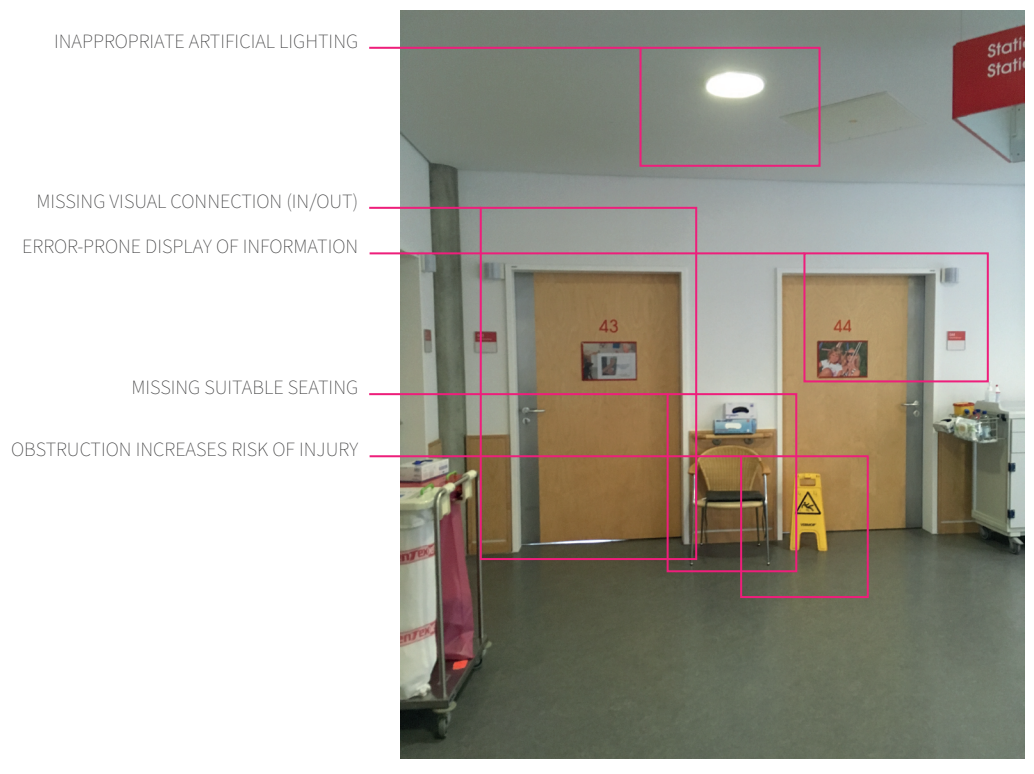 INAPPROPRIATE ARTIFICIAL LIGHTING
MISSING VISUAL CONNECTION (IN/OUT)
ERROR-PRONE DISPLAY OF INFORMATION
43
44
MISSING SUITABLE SEATING
OBSTRUCTION INCREASES RISK OF INJURY